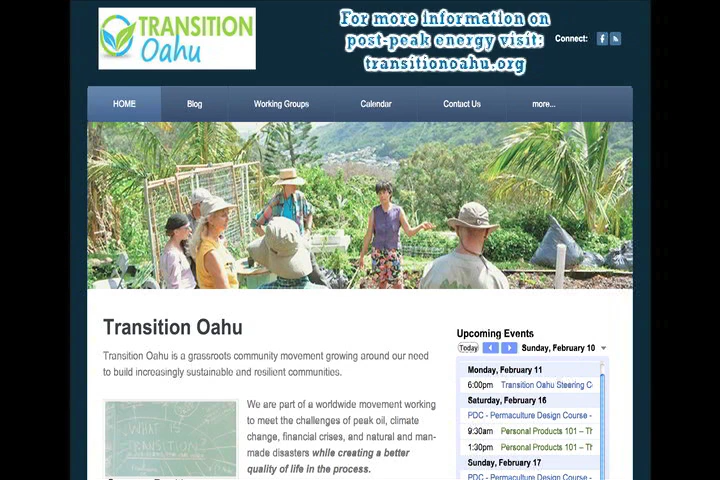 TRANSITION
Oahu
For more information on
post-peak energy visit:
transitionoahu.org
Connect:
HOME
Blog
Working Groups
Calendar
Contact Us
more...
Transition Oahu
Transition Oahu is a grassroots community movement growing around our need
to build increasingly sustainable and resilient communities.
WHAT IS
TRANSITION
We are part of a worldwide movement working
to meet the challenges of peak oil, climate
change, financial crises, and natural and man-
made disasters while creating a better
quality of life in the process.
Upcoming Events
Today
Sunday, February 10
Monday, February 11
6:00pm Transition Oahu Steering C
Saturday, February 16
PDC - Permaculture Design Course -
9:30am Personal Products 101 – Th
1:30pm Personal Products 101 – Th
Sunday, February 17
PDC - Permaculture Design Course -